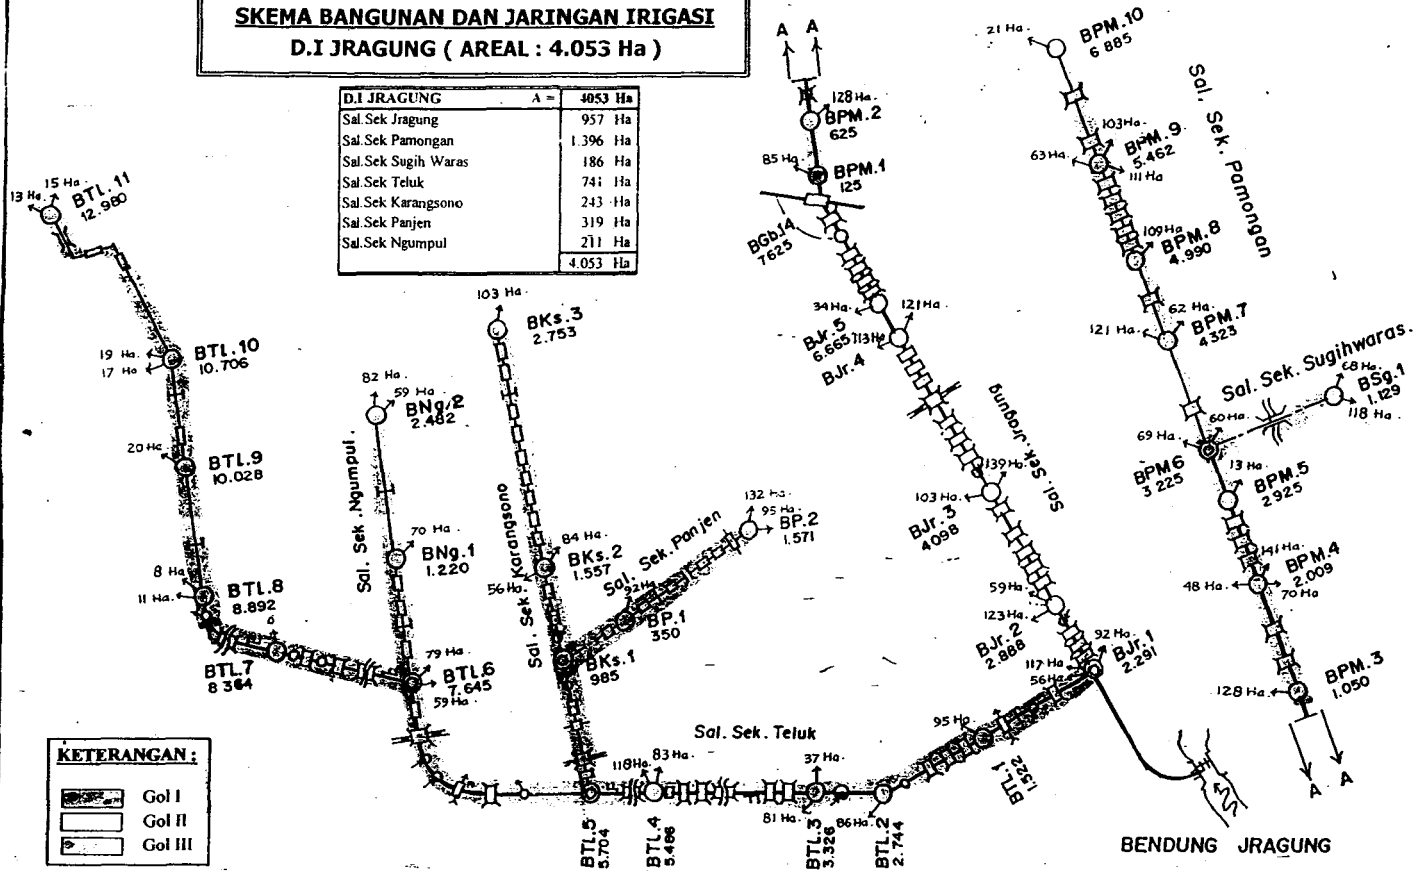 SKEMA BANGUNAN DAN JARINGAN IRIGASI
D.I JRAGUNG ( AREAL : 4.053 Ha )
D.I JRAGUNG A = 4053 Ha
Sal.Sek Jragung 957 Ha
Sal.Sek Pamongan 1.396 Ha
Sal.Sek Sugih Waras 186 Ha
Sal.Sek Teluk 741 Ha
Sal.Sek Karangsono 243 Ha
Sal.Sek Panjen 319 Ha
Sal.Sek Ngumpul 211 Ha
4.053 Ha
A A
128 Ha.
BPM.2
625
85 Ha.
BPM.1
125
BGb.14
7625
21 Ha.
BPM.10
6 885
Sal. Sek. Pamongan
103 Ha.
BPM.9
5.462
63 Ha.
111 Ha
109 Ha
BPM.8
4.990
62 Ha.
BPM.7
4323
121 Ha.
Sal. Sek. Sugihwaras.
68 Ha.
BSg.1
1.129
118 Ha.
60 Ha.
69 Ha.
BPM6
3 225
13 Ha.
BPM.5
2925
141 Ha.
BPM.4
2.009
48 Ha.
70 Ha
BPM.3
1.050
128 Ha.
A A
34 Ha.
121 Ha.
BJr.5
6.665
113 Ha
BJr.4
Sal. Sek. Jragung
139 Ha.
103 Ha.
BJr.3
4098
59 Ha.
123 Ha.
BJr.2
2.888
92 Ha.
BJr.1
2.291
117 Ha
56 Ha.
15 Ha.
13 Ha.
BTL.11
12.980
19 Ha.
17 Ha
BTL.10
10.706
20 Ha.
BTL.9
10.028
8 Ha.
11 Ha.
BTL.8
8.892
6
BTL.7
8 364
82 Ha.
59 Ha.
BNg.2
2.482
Sal. Sek. Ngumpul.
70 Ha.
BNg.1
1.220
79 Ha.
BTL.6
7.645
59 Ha.
103 Ha
BKs.3
2.753
Sal. Sek. Karangsono
84 Ha.
BKs.2
1.557
56 Ha.
Sal. Sek. Panjen
132 Ha.
95 Ha.
BP.2
1.571
92 Ha.
BP.1
350
BKs.1
985
Sal. Sek. Teluk
95 Ha.
BTL.1
1.522
118 Ha.
83 Ha.
37 Ha.
81 Ha.
86 Ha.
BTL.5
5.704
BTL.4
5.486
BTL.3
3.326
BTL.2
2.744
BENDUNG JRAGUNG
KETERANGAN :
Gol I
Gol II
Gol III